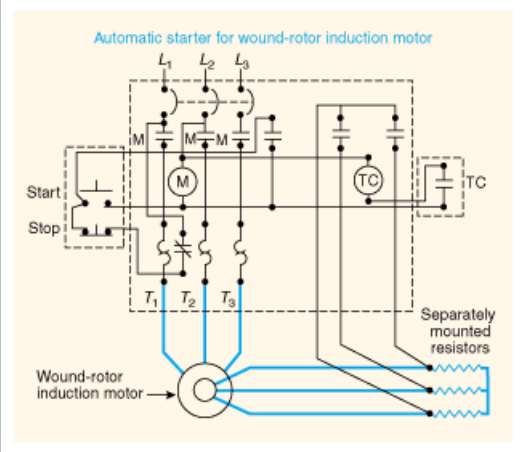 Automatic starter for wound-rotor induction motor
L1 L2 L3
M M M
M TC TC
Start
Stop
T1 T2 T3
Separately
mounted
resistors
Wound-rotor
induction motor